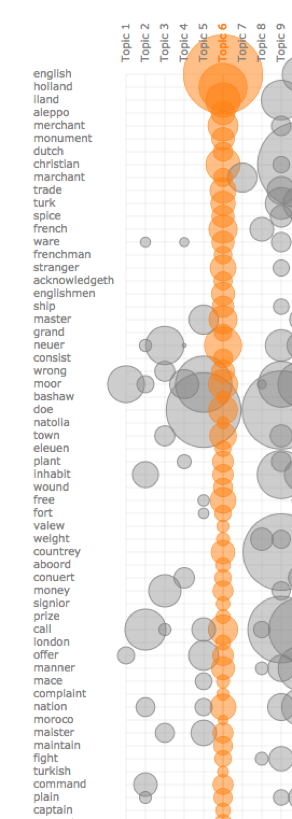 Topic 1
Topic 2
Topic 3
Topic 4
Topic 5
Topic 6
Topic 7
Topic 8
Topic 9
english
holland
iland
aleppo
merchant
monument
dutch
christian
marchant
trade
turk
spice
french
ware
frenchman
stranger
acknowledgeth
englishmen
ship
master
grand
neuer
consist
wrong
moor
bashaw
doe
natolia
town
eleuen
plant
inhabit
wound
free
fort
valew
weight
countrey
aboord
conuert
money
signior
prize
call
london
offer
manner
mace
complaint
nation
moroco
maister
maintain
fight
turkish
command
plain
captain